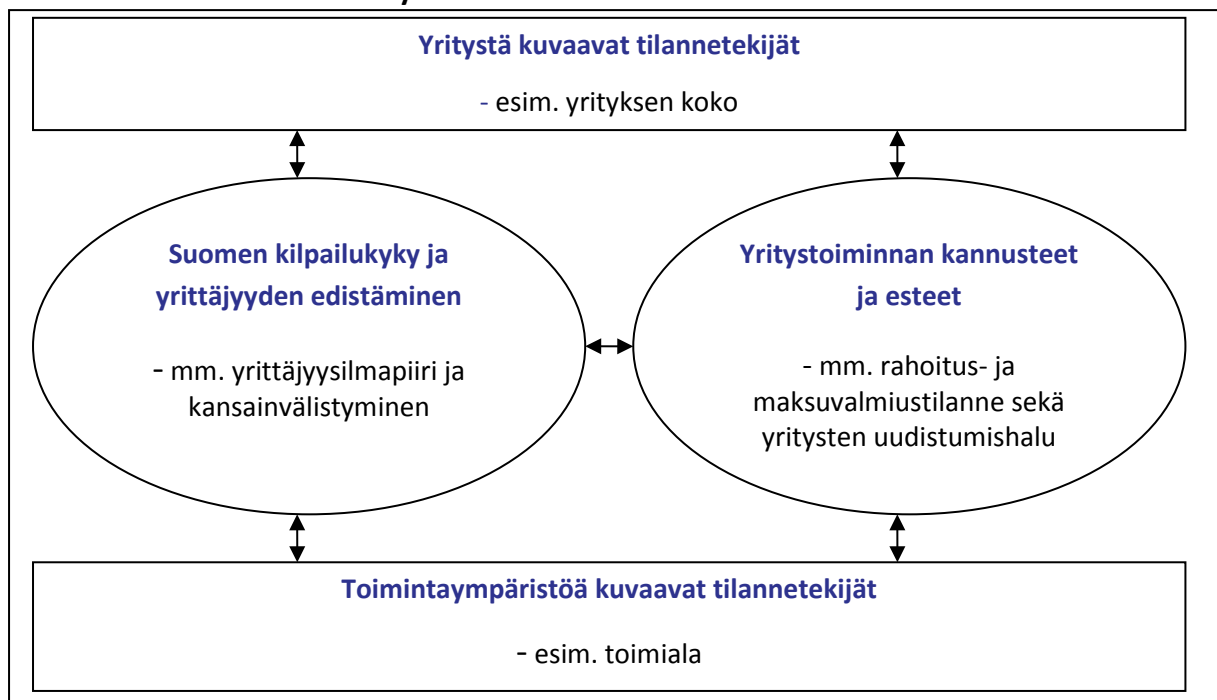 Yritystä kuvaavat tilannetekijät
- esim. yrityksen koko
Suomen kilpailukyky ja
yrittäjyyden edistäminen
- mm. yrittäjyysilmapiiri ja
kansainvälistyminen
Yritystoiminnan kannusteet
ja esteet
- mm. rahoitus- ja
maksuvalmiustilanne sekä
yritysten uudistumishalu
Toimintaympäristöä kuvaavat tilannetekijät
- esim. toimiala